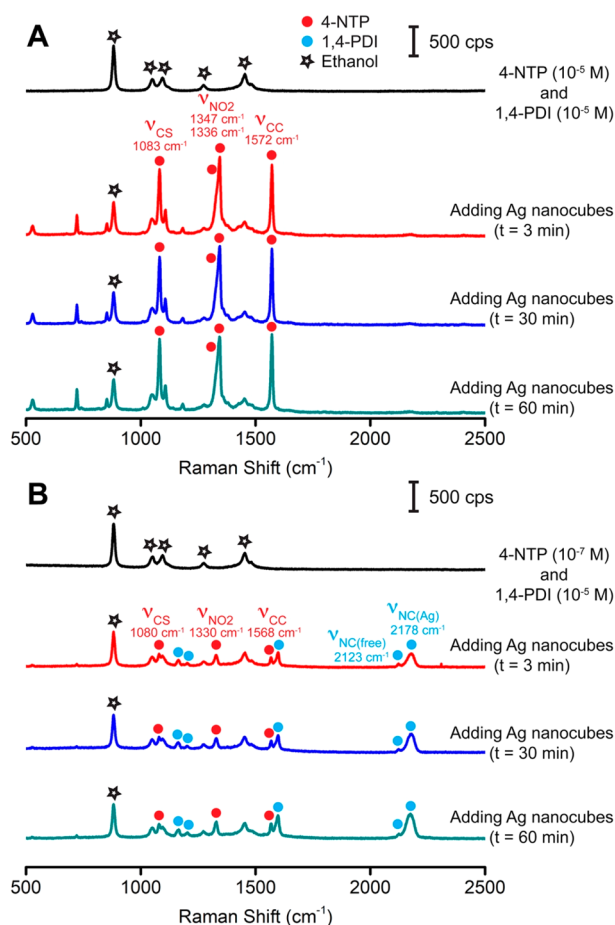 A
4-NTP
1,4-PDI
Ethanol
500 cps
4-NTP (10⁻⁵ M)
and
1,4-PDI (10⁻⁵ M)
νCS
1083 cm⁻¹
νNO2
1347 cm⁻¹
1336 cm⁻¹
νCC
1572 cm⁻¹
Adding Ag nanocubes
(t = 3 min)
Adding Ag nanocubes
(t = 30 min)
Adding Ag nanocubes
(t = 60 min)
500 1000 1500 2000 2500
Raman Shift (cm⁻¹)
B
500 cps
4-NTP (10⁻⁷ M)
and
1,4-PDI (10⁻⁵ M)
νCS
1080 cm⁻¹
νNO2
1330 cm⁻¹
νCC
1568 cm⁻¹
νNC(free)
2123 cm⁻¹
νNC(Ag)
2178 cm⁻¹
Adding Ag nanocubes
(t = 3 min)
Adding Ag nanocubes
(t = 30 min)
Adding Ag nanocubes
(t = 60 min)
500 1000 1500 2000 2500
Raman Shift (cm⁻¹)